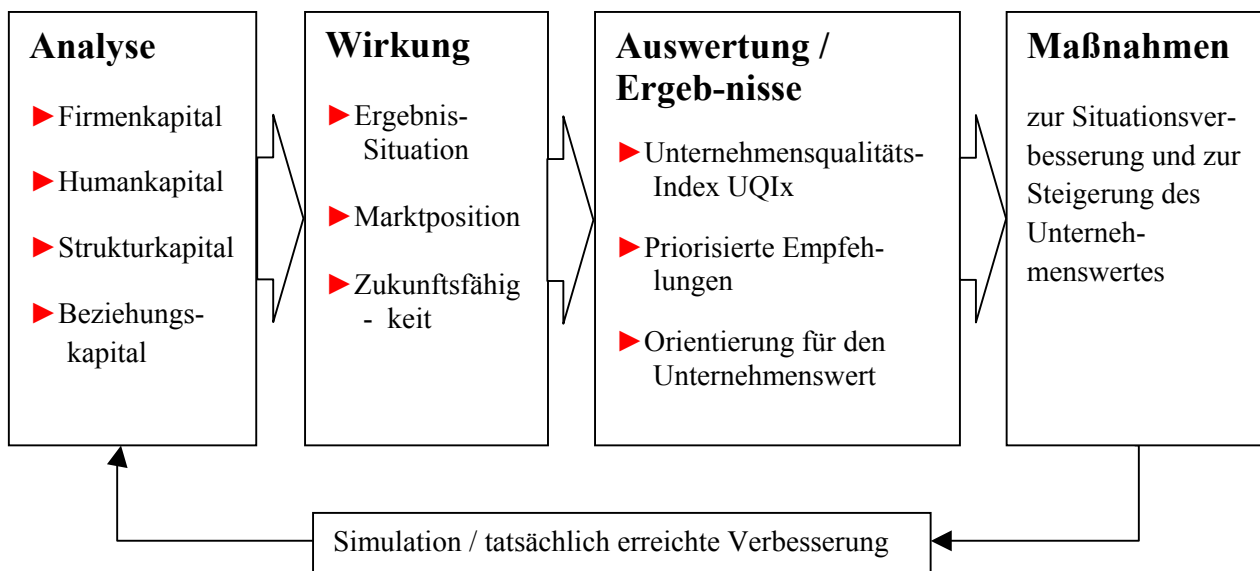 Analyse
► Firmenkapital
► Humankapital
► Strukturkapital
► Beziehungs-
kapital
Wirkung
► Ergebnis-
Situation
► Marktposition
► Zukunftsfähig
- keit
Auswertung /
Ergeb-nisse
► Unternehmensqualitäts-
Index UQIx
► Priorisierte Empfeh-
lungen
► Orientierung für den
Unternehmenswert
Maßnahmen
zur Situationsver-
besserung und zur
Steigerung des
Unterneh-
menswertes
Simulation / tatsächlich erreichte Verbesserung